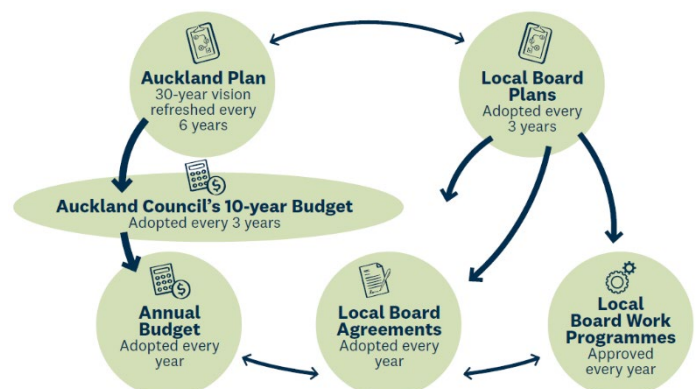 Auckland Plan
30-year vision
refreshed every
6 years
Local Board
Plans
Adopted every
3 years
$
Auckland Council's 10-year Budget
Adopted every 3 years
$
Annual
Budget
Adopted every
year
Local Board
Agreements
Adopted every
year
Local
Board Work
Programmes
Approved
every year